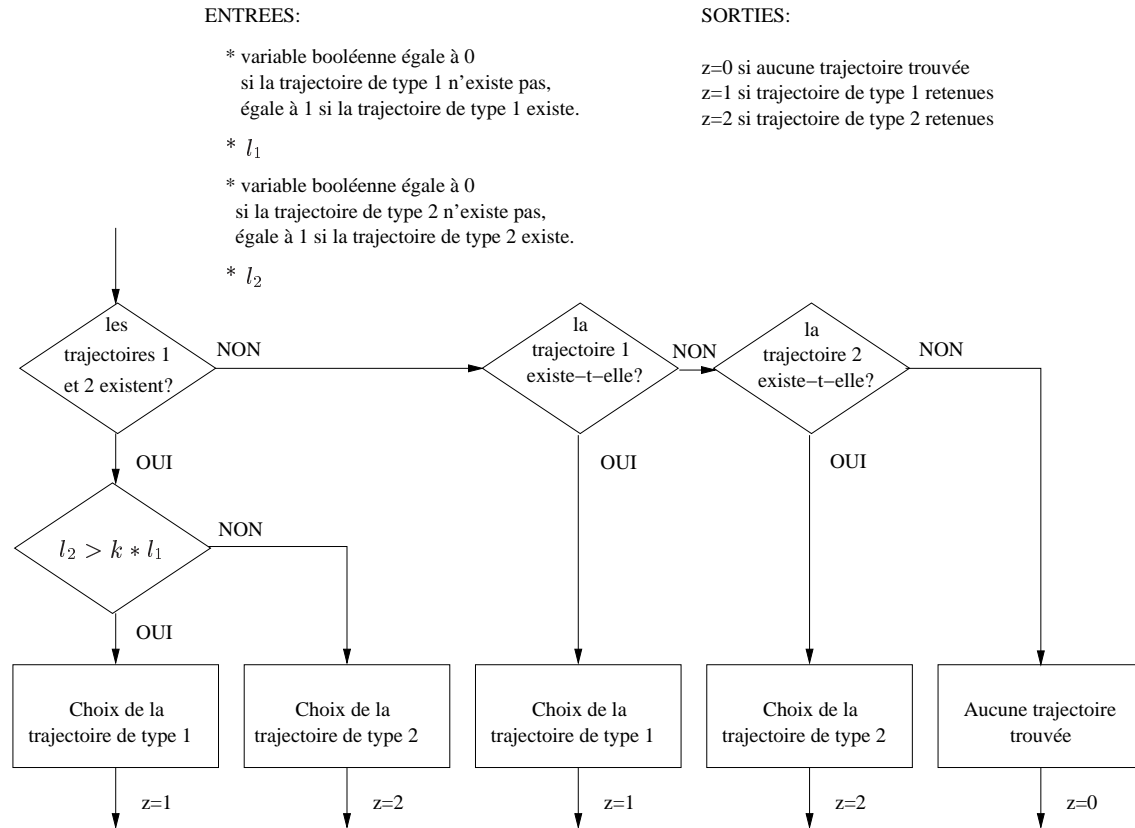 ENTREES:
* variable booléenne égale à 0
si la trajectoire de type 1 n'existe pas,
égale à 1 si la trajectoire de type 1 existe.
* l₁
* variable booléenne égale à 0
si la trajectoire de type 2 n'existe pas,
égale à 1 si la trajectoire de type 2 existe.
* l₂
SORTIES:
z=0 si aucune trajectoire trouvée
z=1 si trajectoire de type 1 retenues
z=2 si trajectoire de type 2 retenues
les
trajectoires 1
et 2 existent?
NON
la
trajectoire 1
existe−t−elle?
NON
la
trajectoire 2
existe−t−elle?
NON
OUI
OUI
OUI
l₂ > k * l₁
NON
OUI
Choix de la
trajectoire de type 1
Choix de la
trajectoire de type 2
Choix de la
trajectoire de type 1
Choix de la
trajectoire de type 2
Aucune trajectoire
trouvée
z=1
z=2
z=1
z=2
z=0